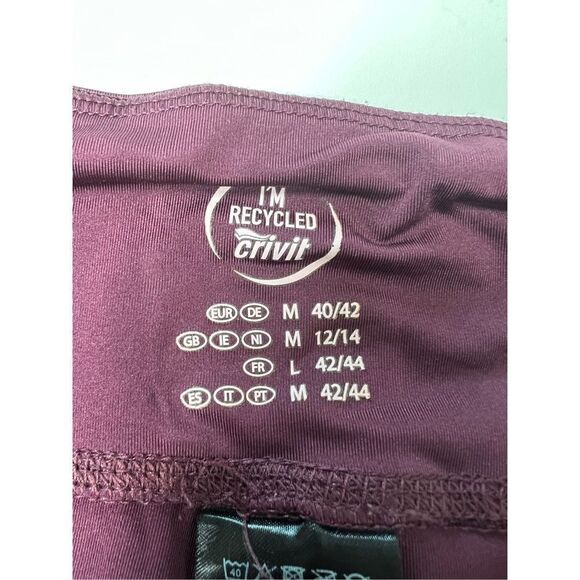 I'M
RECYCLED
crivit
EUR DE M 40/42
GB IE NI M 12/14
FR L 42/44
ES IT PT M 42/44
40